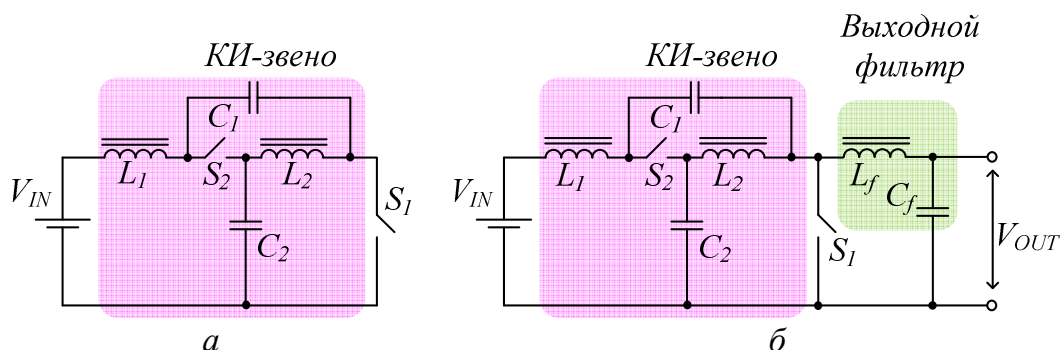 КИ-звено
C1
L1
S2
L2
VIN
S1
C2
а
КИ-звено
Выходной
фильтр
C1
L1
S2
L2
Lf
Cf
VIN
S1
C2
VOUT
б